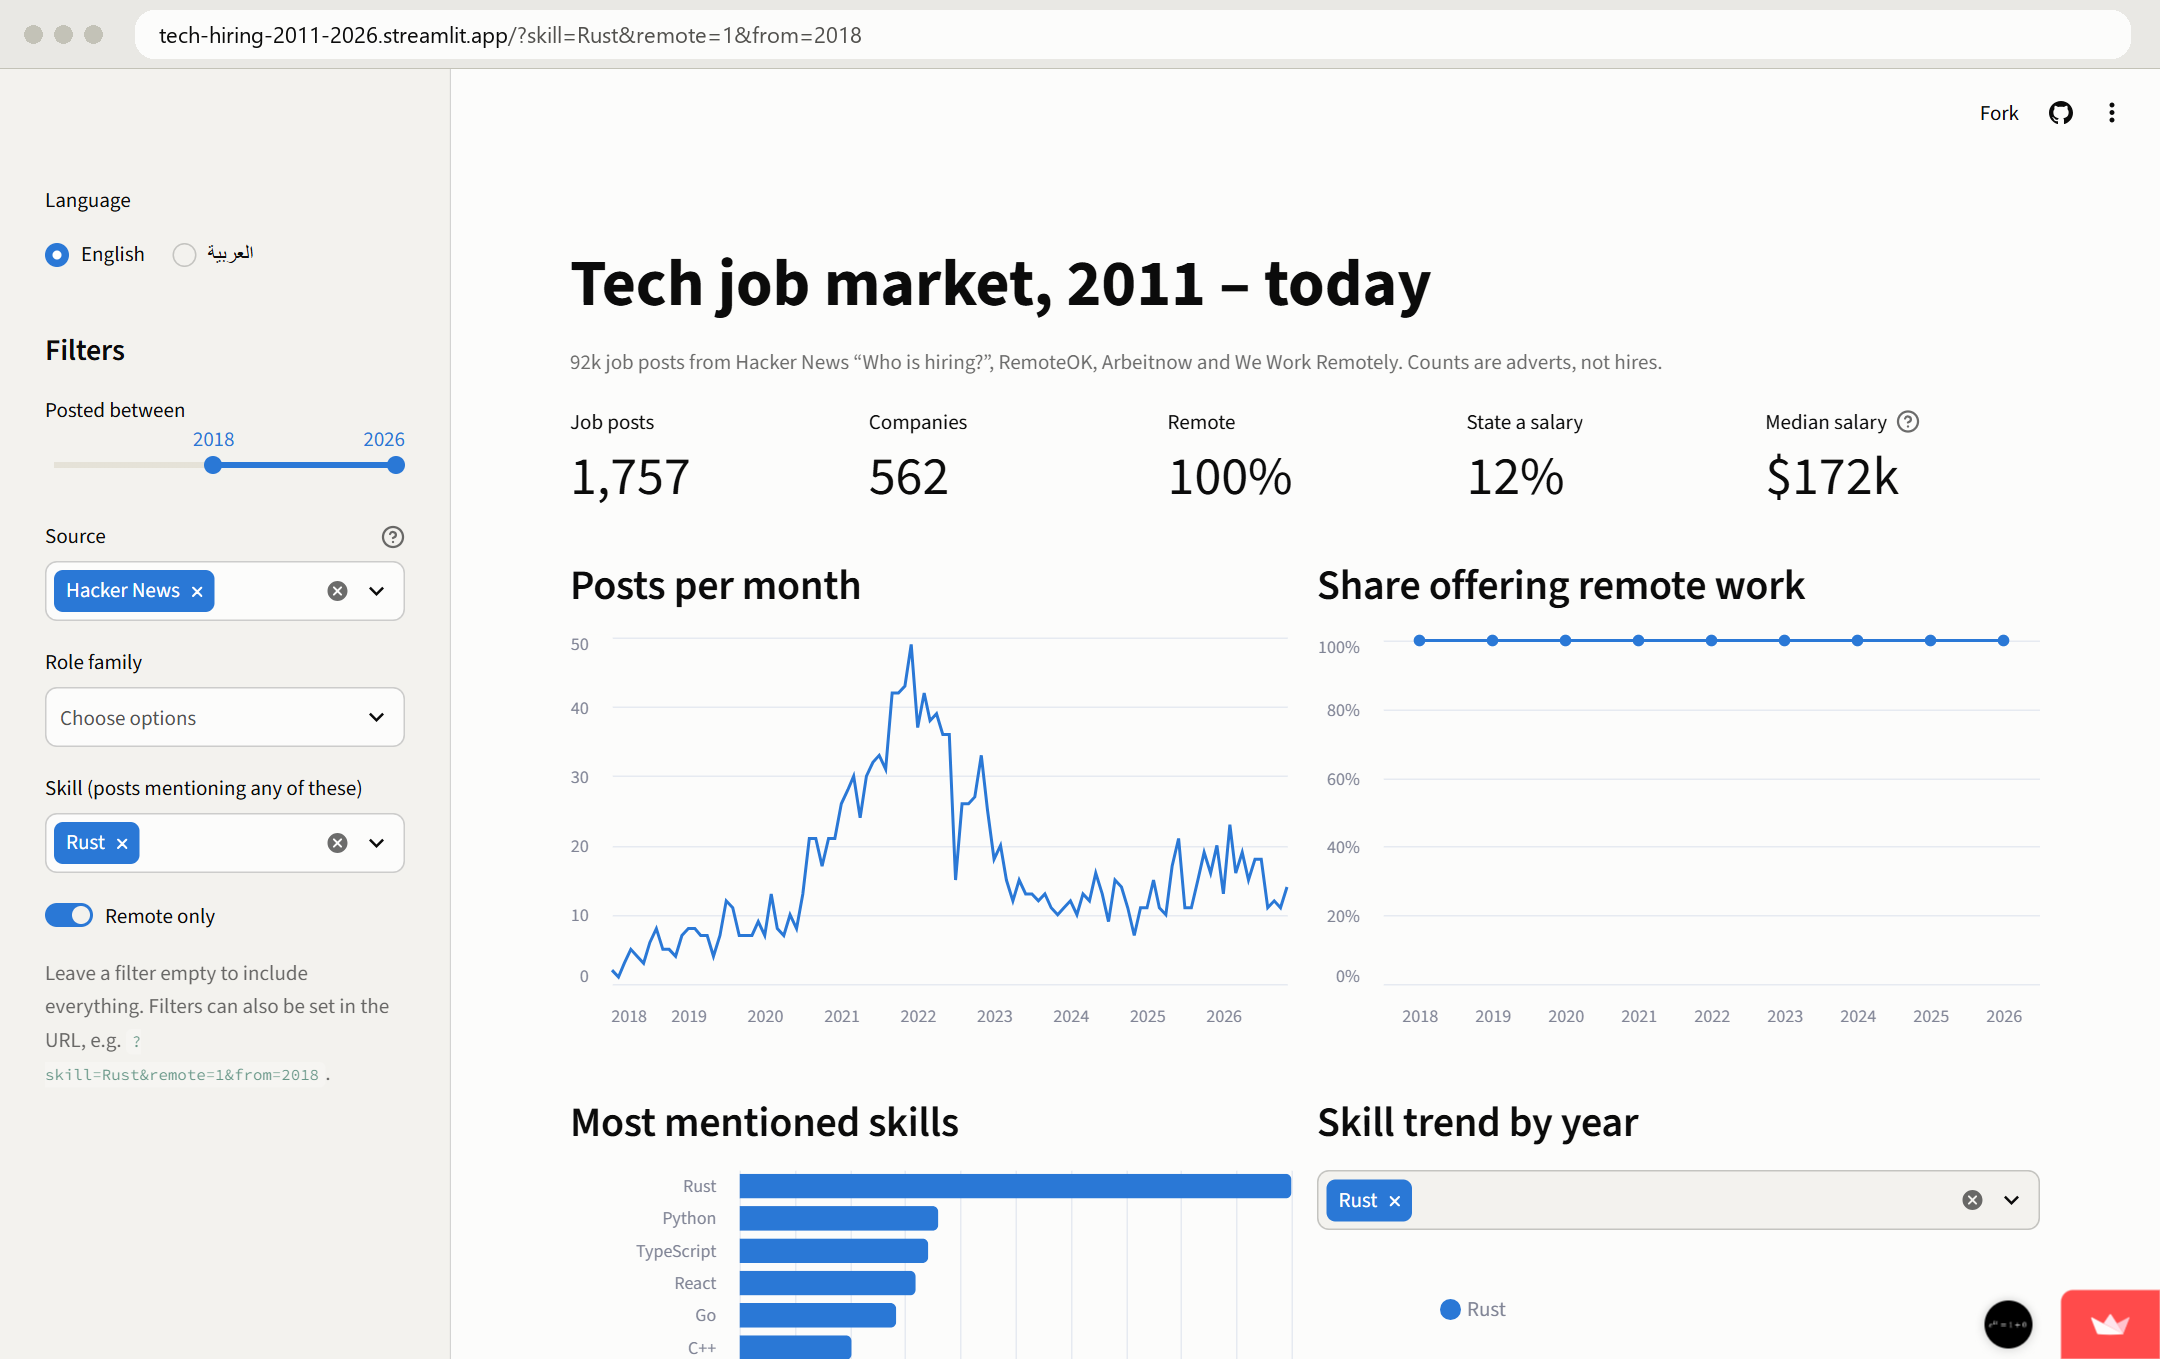 tech-hiring-2011-2026.streamlit.app/?skill=Rust&remote=1&from=2018
Fork
Language
English
العربية
Filters
Posted between
2018 2026
Source
Hacker News
Role family
Choose options
Skill (posts mentioning any of these)
Rust
Remote only
Leave a filter empty to include
everything. Filters can also be set in the
URL, e.g. ?
skill=Rust&remote=1&from=2018 .
Tech job market, 2011 – today
92k job posts from Hacker News “Who is hiring?”, RemoteOK, Arbeitnow and We Work Remotely. Counts are adverts, not hires.
Job posts
1,757
Companies
562
Remote
100%
State a salary
12%
Median salary
$172k
Posts per month
50
40
30
20
10
0
2018 2019 2020 2021 2022 2023 2024 2025 2026
Share offering remote work
100%
80%
60%
40%
20%
0%
2018 2019 2020 2021 2022 2023 2024 2025 2026
Most mentioned skills
Rust
Python
TypeScript
React
Go
C++
Skill trend by year
Rust
Rust